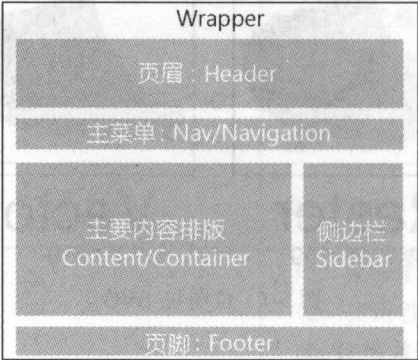 Wrapper
页眉：Header
主菜单：Nav/Navigation
主要内容排版
Content/Container
侧边栏
Sidebar
页脚：Footer